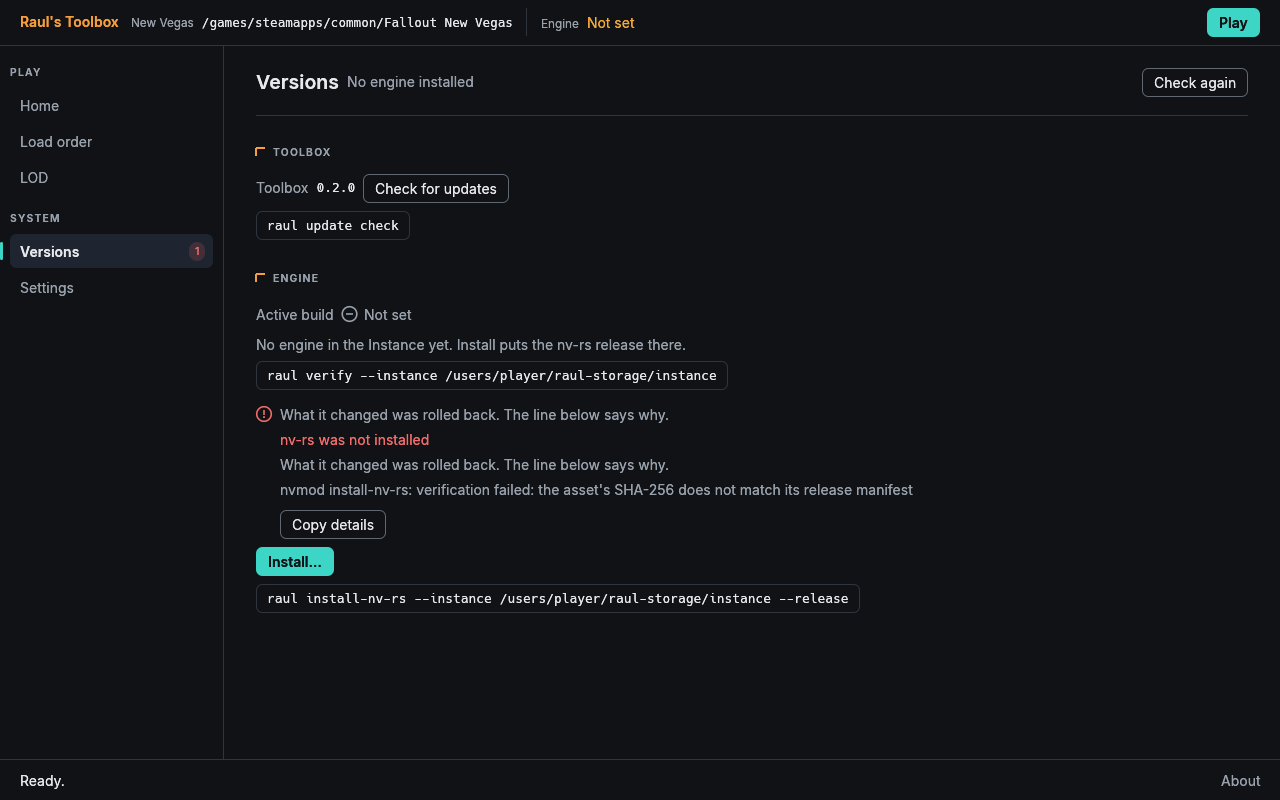 Raul's Toolbox New Vegas /games/steamapps/common/Fallout New Vegas Engine Not set Play
PLAY
Home
Load order
LOD
SYSTEM
Versions 1
Settings
Versions No engine installed Check again
TOOLBOX
Toolbox 0.2.0 Check for updates
raul update check
ENGINE
Active build Not set
No engine in the Instance yet. Install puts the nv-rs release there.
raul verify --instance /users/player/raul-storage/instance
What it changed was rolled back. The line below says why.
nv-rs was not installed
What it changed was rolled back. The line below says why.
nvmod install-nv-rs: verification failed: the asset's SHA-256 does not match its release manifest
Copy details
Install...
raul install-nv-rs --instance /users/player/raul-storage/instance --release
Ready. About